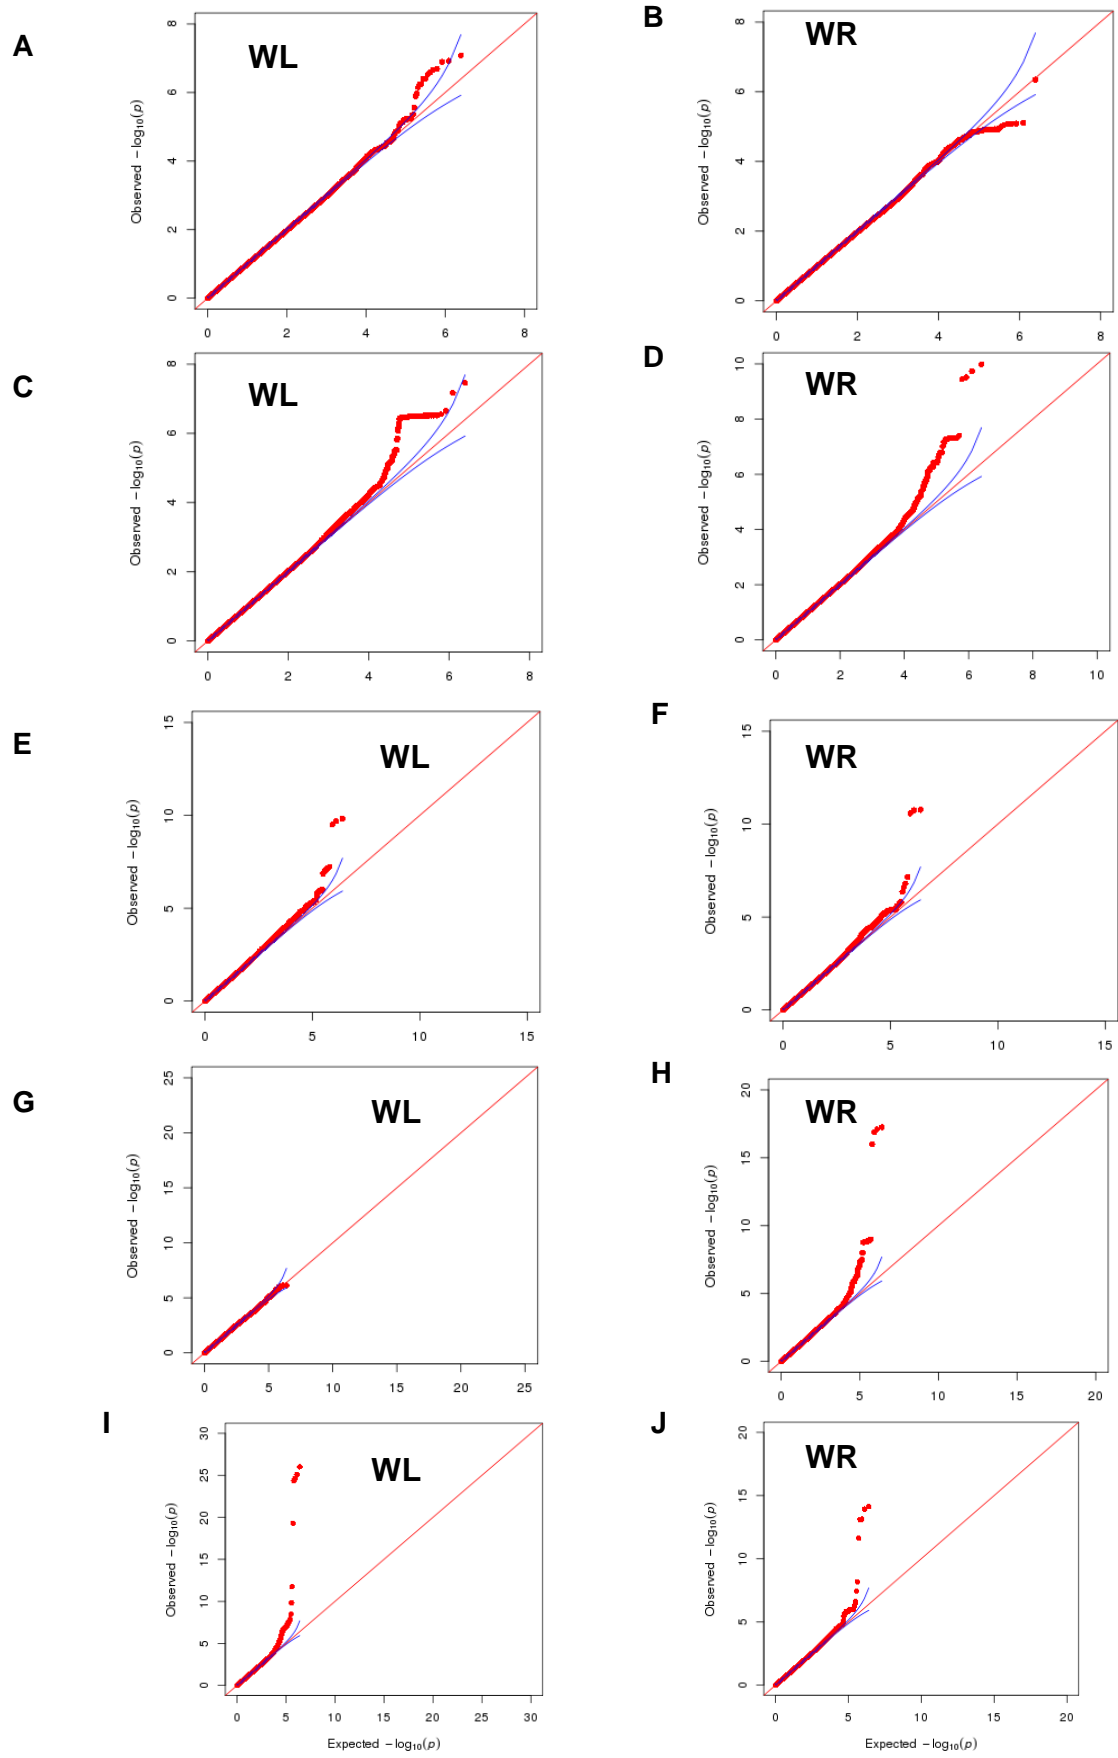 A
WL
Observed −log10(p)
0 2 4 6 8
0 2 4 6 8
B
WR
Observed −log10(p)
0 2 4 6 8
0 2 4 6 8
C
WL
Observed −log10(p)
0 2 4 6 8
0 2 4 6 8
D
WR
Observed −log10(p)
0 2 4 6 8 10
0 2 4 6 8 10
E
WL
Observed −log10(p)
0 5 10 15
0 5 10 15
F
WR
Observed −log10(p)
0 5 10 15
0 5 10 15
G
WL
Observed −log10(p)
0 5 10 15 20 25
0 5 10 15 20 25
H
WR
Observed −log10(p)
0 5 10 15 20
0 5 10 15 20
I
WL
Observed −log10(p)
0 5 10 15 20 25 30
0 5 10 15 20 25 30
Expected −log10(p)
J
WR
Observed −log10(p)
0 5 10 15 20
0 5 10 15 20
Expected −log10(p)